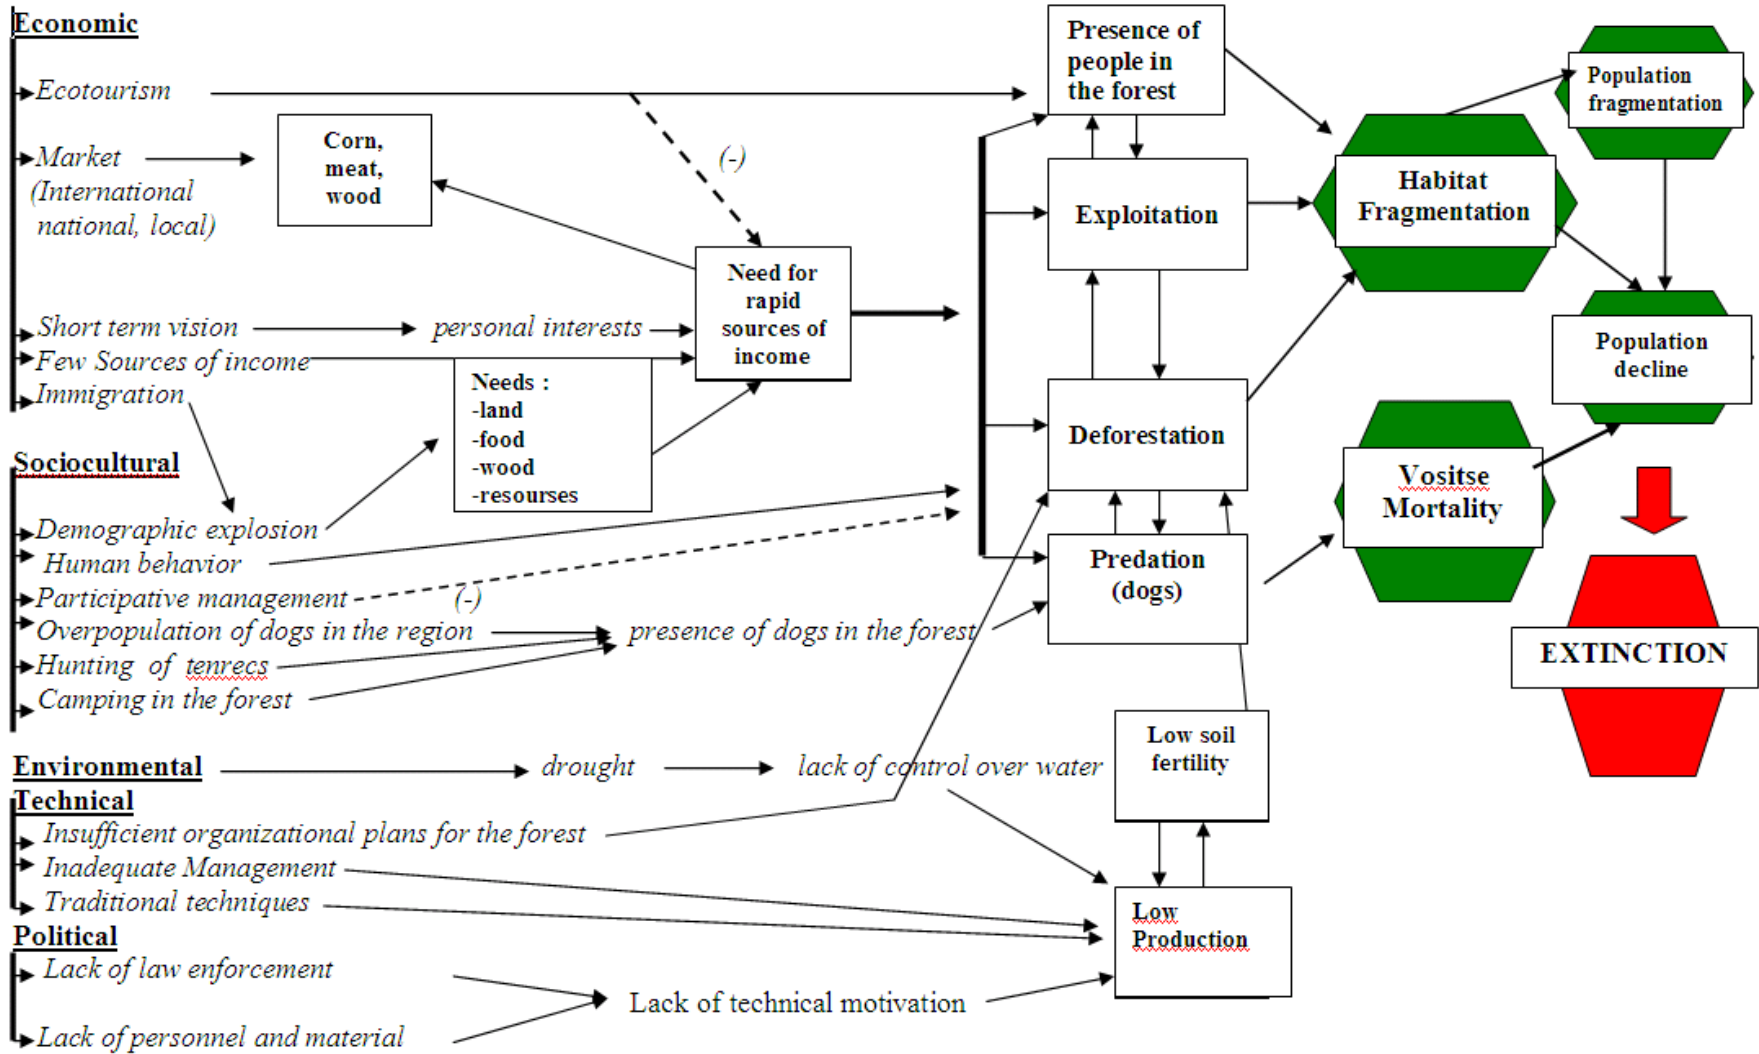 Economic
Ecotourism
Market
(International
national, local)
Corn,
meat,
wood
(-)
Short term vision
personal interests
Few Sources of income
Immigration
Need for
rapid
sources of
income
Needs :
-land
-food
-wood
-resourses
Sociocultural
Demographic explosion
Human behavior
Participative management
(-)
Overpopulation of dogs in the region
presence of dogs in the forest
Hunting of tenrecs
Camping in the forest
Environmental
drought
lack of control over water
Technical
Insufficient organizational plans for the forest
Inadequate Management
Traditional techniques
Political
Lack of law enforcement
Lack of technical motivation
Lack of personnel and material
Presence of
people in
the forest
Exploitation
Deforestation
Predation
(dogs)
Low soil
fertility
Low
Production
Habitat
Fragmentation
Population
fragmentation
Population
decline
Vositse
Mortality
EXTINCTION